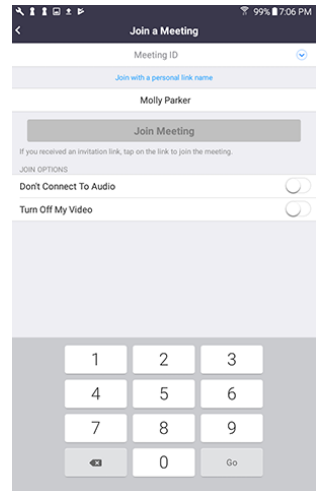 99% 7:06 PM
Join a Meeting
Meeting ID
Join with a personal link name
Molly Parker
Join Meeting
If you received an invitation link, tap on the link to join the meeting.
JOIN OPTIONS
Don't Connect To Audio
Turn Off My Video
1 2 3
4 5 6
7 8 9
0 Go